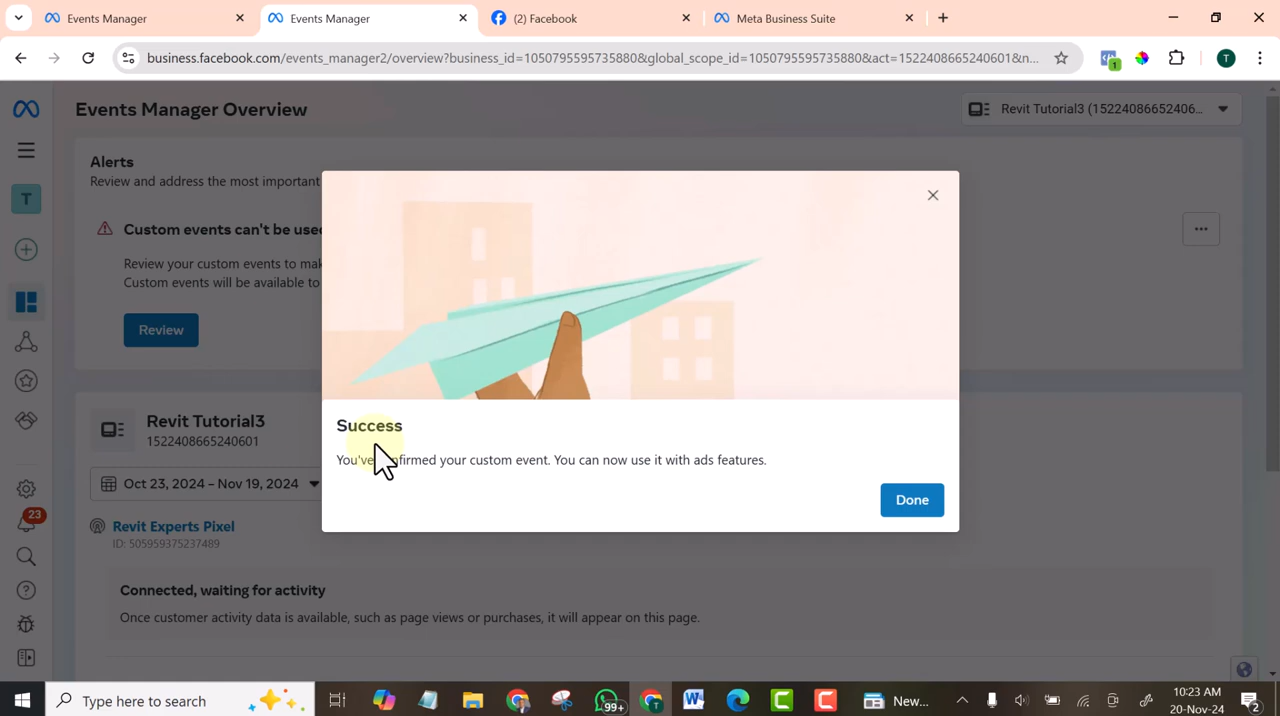 Events Manager
Events Manager
(2) Facebook
Meta Business Suite
business.facebook.com/events_manager2/overview?business_id=1050795595735880&global_scope_id=1050795595735880&act=1522408665240601&n...
1
T
Events Manager Overview
Revit Tutorial3 (15224086652406...
T
Alerts
Review and address the most important
Custom events can't be used
Review your custom events to mak
Custom events will be available to
Review
Success
You've confirmed your custom event. You can now use it with ads features.
Done
Revit Tutorial3
1522408665240601
Oct 23, 2024 – Nov 19, 2024
Revit Experts Pixel
ID: 505959375237489
23
Connected, waiting for activity
Once customer activity data is available, such as page views or purchases, it will appear on this page.
Type here to search
99+
New...
10:23 AM
20-Nov-24
2